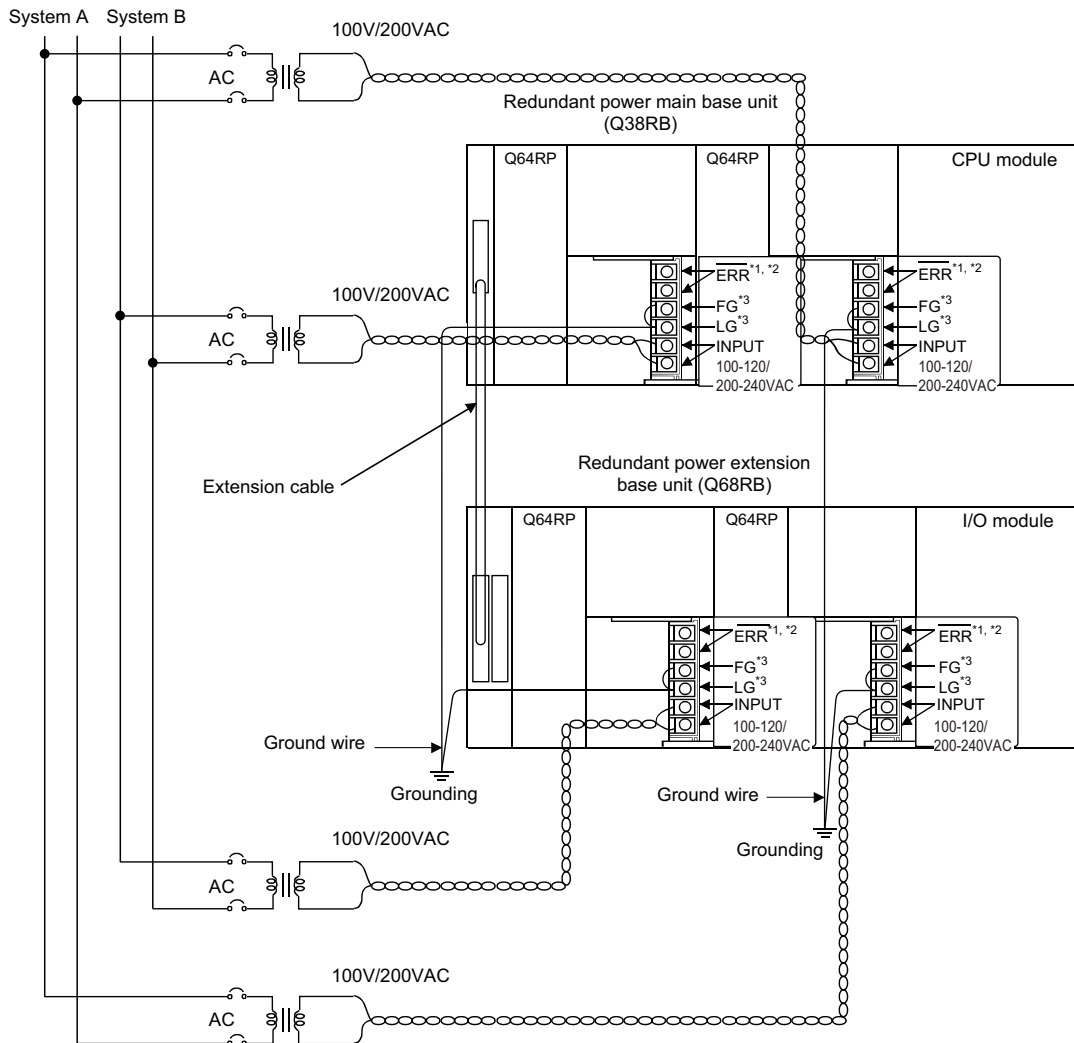 System A System B
100V/200VAC
AC
Redundant power main base unit
(Q38RB)
Q64RP Q64RP CPU module
ERR*1, *2 ERR*1, *2
100V/200VAC
FG*3 FG*3
LG*3 LG*3
AC INPUT INPUT
100-120/ 100-120/
200-240VAC 200-240VAC
Redundant power extension
base unit (Q68RB)
Extension cable
Q64RP Q64RP I/O module
ERR*1, *2 ERR*1, *2
FG*3 FG*3
LG*3 LG*3
INPUT INPUT
100-120/ 100-120/
200-240VAC 200-240VAC
Ground wire
Grounding Ground wire
100V/200VAC Grounding
AC
100V/200VAC
AC